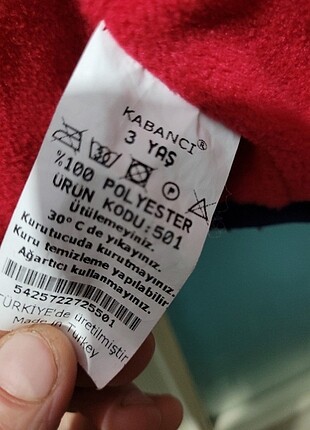 KABANCI®
3 YAŞ
%100 POLYESTER
ÜRÜN KODU:501
Ütülemeyiniz.
30°C de yıkayınız.
Kurutucuda kurutmayınız.
Kuru temizleme yapılabilir
Ağartıcı kullanmayınız.
5425722725501
TÜRKİYE'de üretilmiştir
Made in Turkey